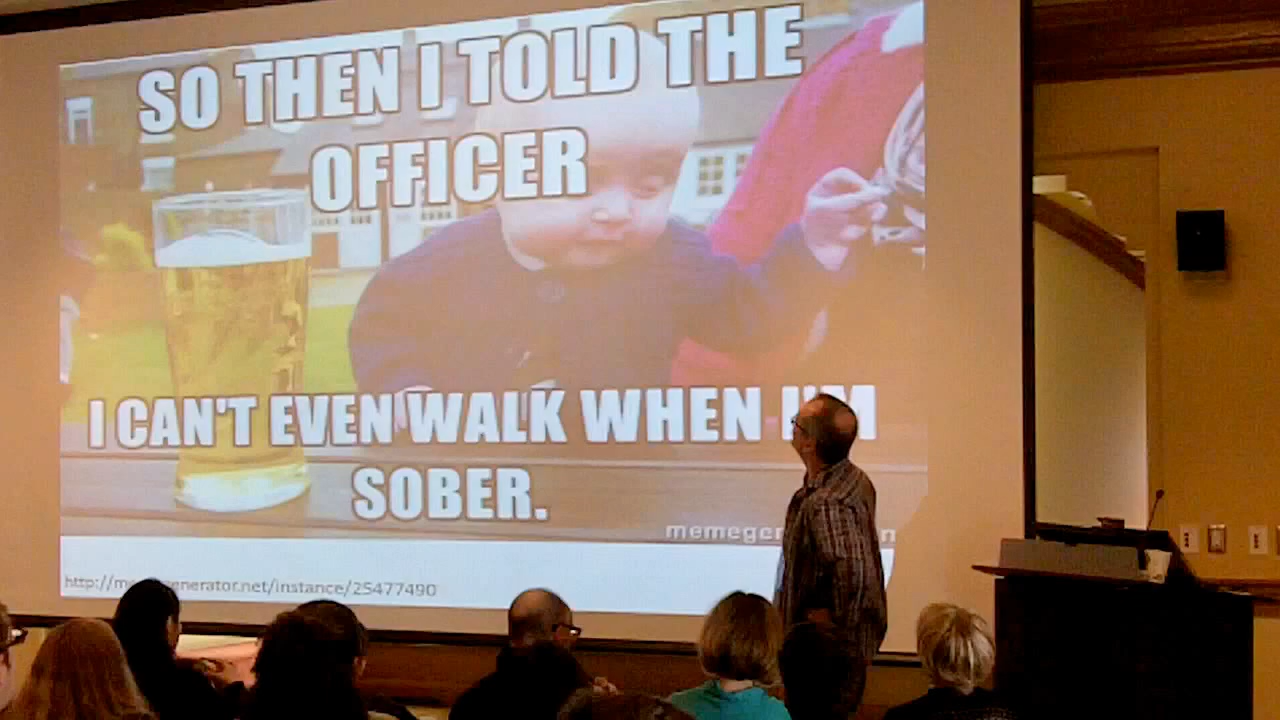 SO THEN I TOLD THE
OFFICER
I CAN'T EVEN WALK WHEN I'M
SOBER.